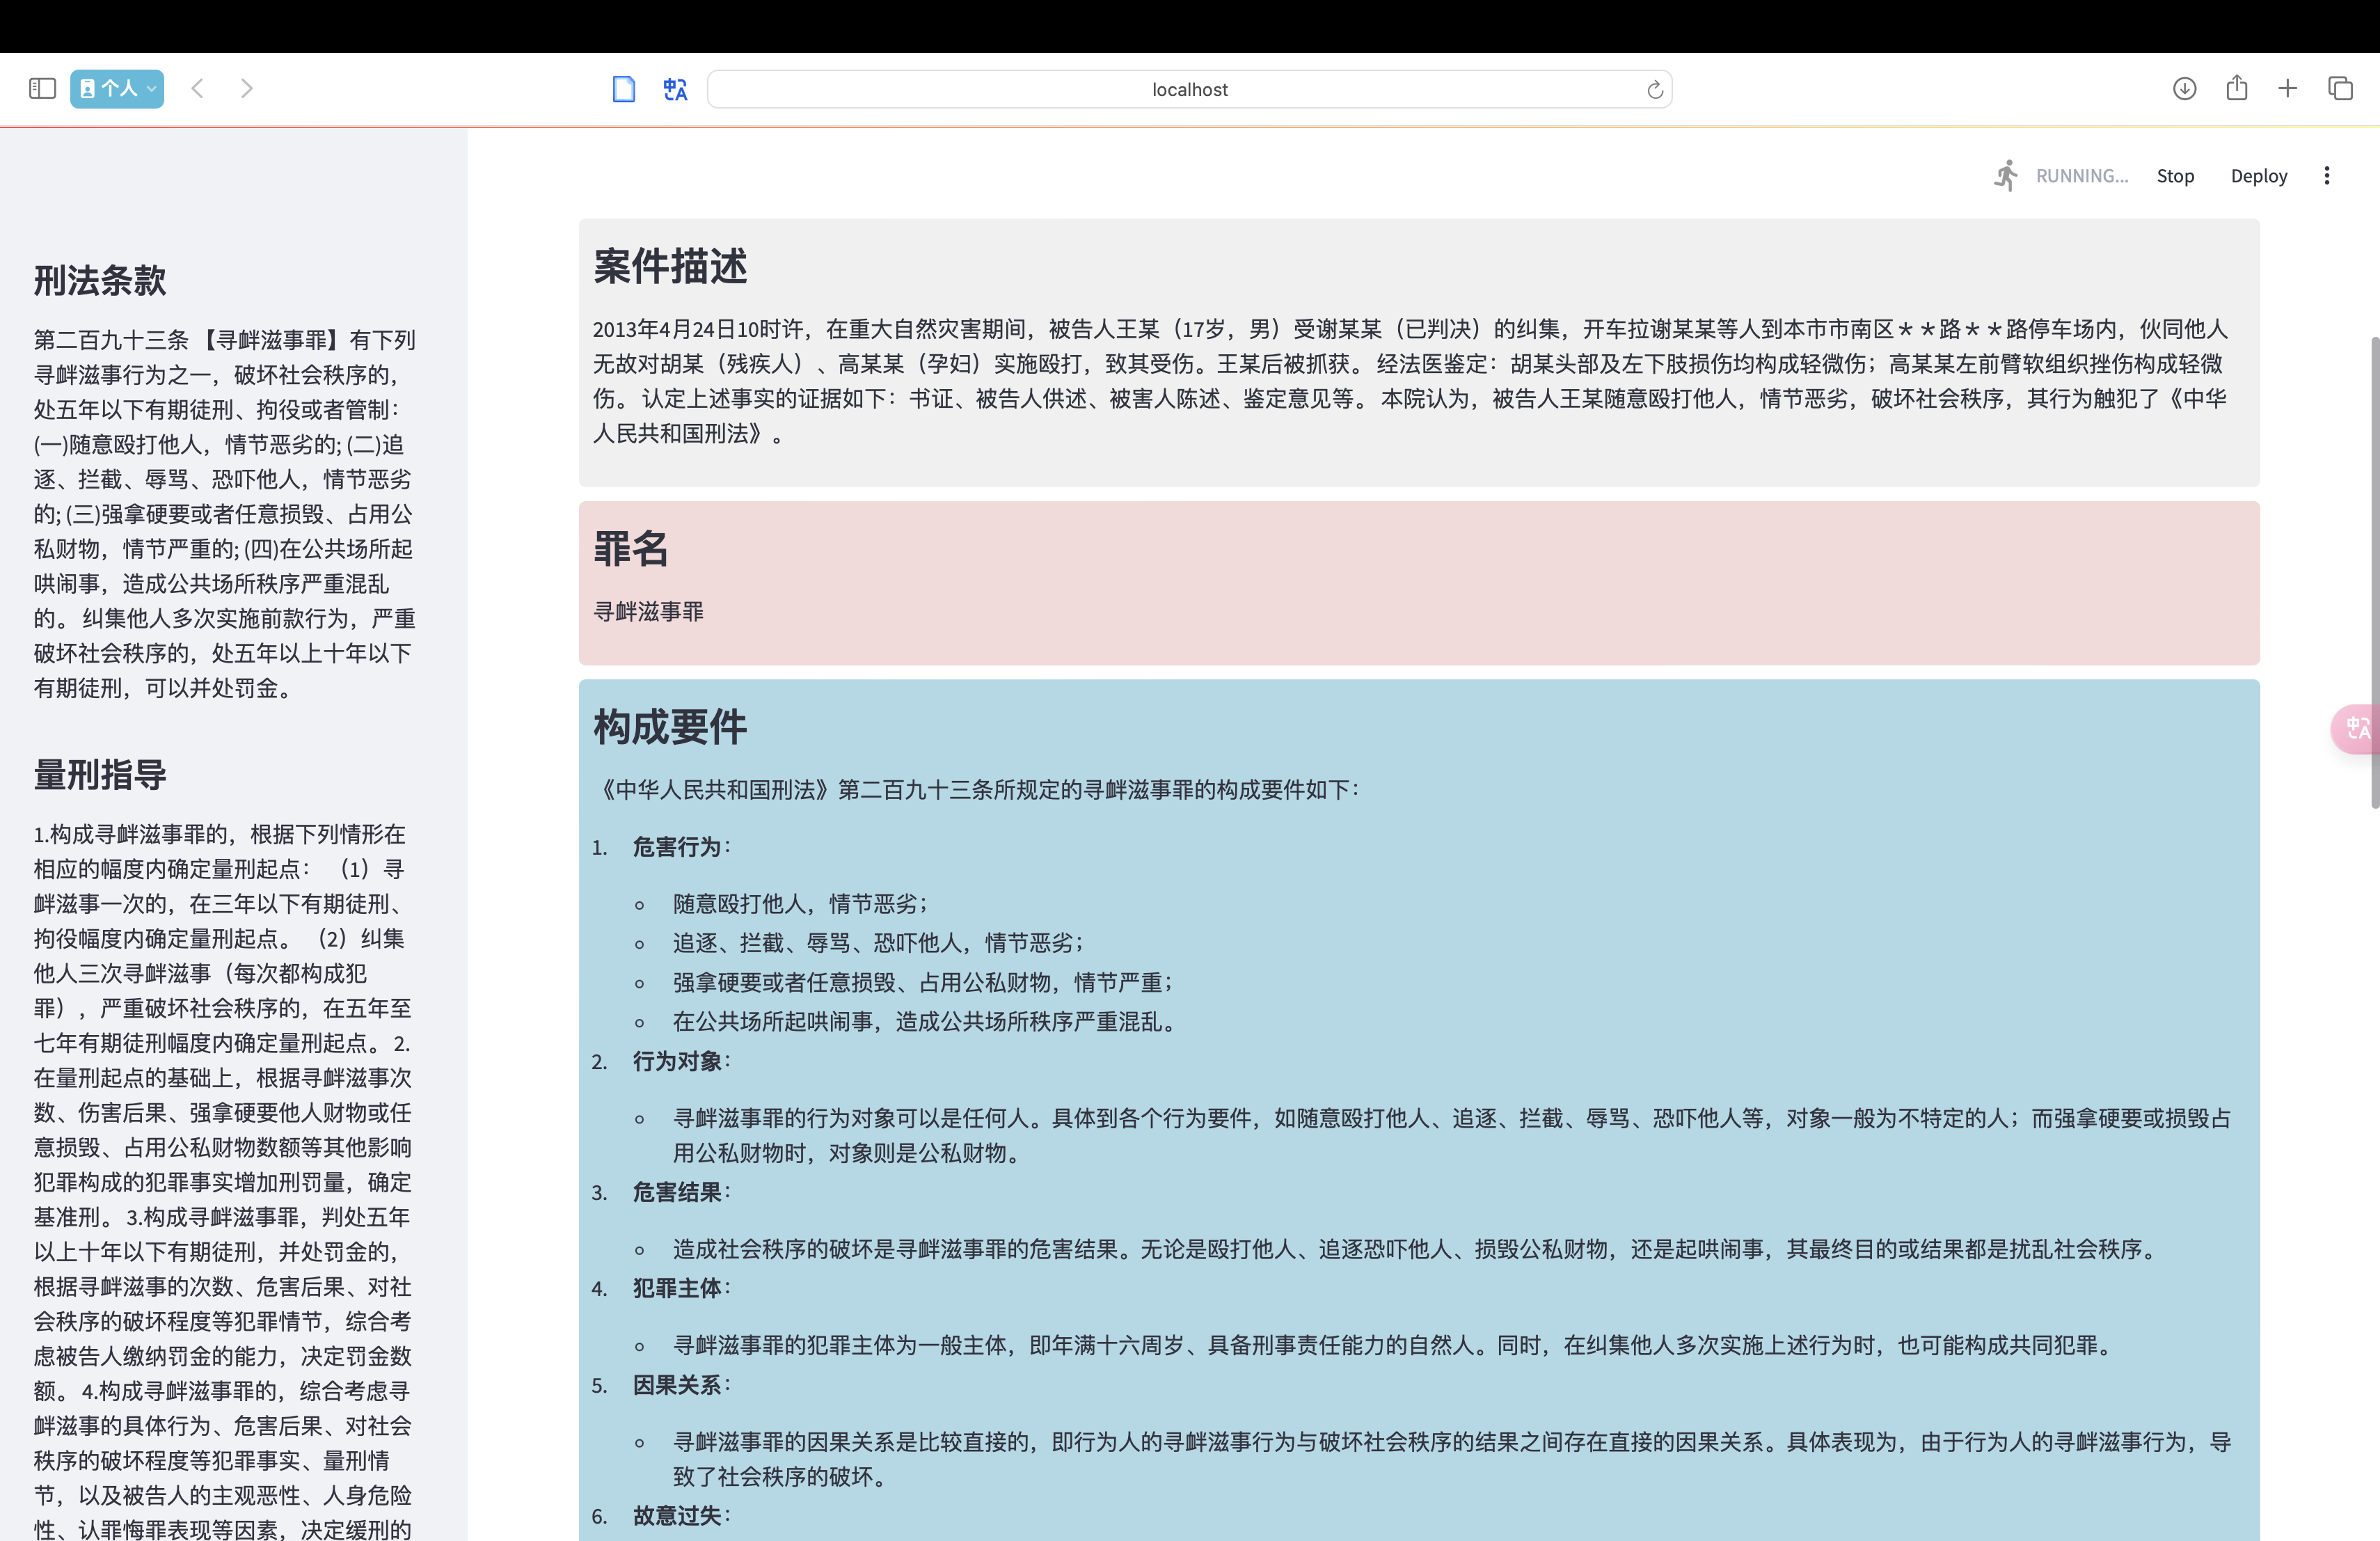 个人
localhost
RUNNING...
Stop
Deploy
刑法条款
第二百九十三条 【寻衅滋事罪】有下列
寻衅滋事行为之一，破坏社会秩序的，
处五年以下有期徒刑、拘役或者管制：
(一)随意殴打他人，情节恶劣的; (二)追
逐、拦截、辱骂、恐吓他人，情节恶劣
的; (三)强拿硬要或者任意损毁、占用公
私财物，情节严重的; (四)在公共场所起
哄闹事，造成公共场所秩序严重混乱
的。 纠集他人多次实施前款行为，严重
破坏社会秩序的，处五年以上十年以下
有期徒刑，可以并处罚金。
量刑指导
1.构成寻衅滋事罪的，根据下列情形在
相应的幅度内确定量刑起点： （1）寻
衅滋事一次的，在三年以下有期徒刑、
拘役幅度内确定量刑起点。 （2）纠集
他人三次寻衅滋事（每次都构成犯
罪），严重破坏社会秩序的，在五年至
七年有期徒刑幅度内确定量刑起点。 2.
在量刑起点的基础上，根据寻衅滋事次
数、伤害后果、强拿硬要他人财物或任
意损毁、占用公私财物数额等其他影响
犯罪构成的犯罪事实增加刑罚量，确定
基准刑。 3.构成寻衅滋事罪，判处五年
以上十年以下有期徒刑，并处罚金的，
根据寻衅滋事的次数、危害后果、对社
会秩序的破坏程度等犯罪情节，综合考
虑被告人缴纳罚金的能力，决定罚金数
额。 4.构成寻衅滋事罪的，综合考虑寻
衅滋事的具体行为、危害后果、对社会
秩序的破坏程度等犯罪事实、量刑情
节，以及被告人的主观恶性、人身危险
性、认罪悔罪表现等因素，决定缓刑的
案件描述
2013年4月24日10时许，在重大自然灾害期间，被告人王某（17岁，男）受谢某某（已判决）的纠集，开车拉谢某某等人到本市市南区＊＊路＊＊路停车场内，伙同他人
无故对胡某（残疾人）、高某某（孕妇）实施殴打，致其受伤。王某后被抓获。 经法医鉴定：胡某头部及左下肢损伤均构成轻微伤；高某某左前臂软组织挫伤构成轻微
伤。 认定上述事实的证据如下：书证、被告人供述、被害人陈述、鉴定意见等。 本院认为，被告人王某随意殴打他人，情节恶劣，破坏社会秩序，其行为触犯了《中华
人民共和国刑法》。
罪名
寻衅滋事罪
构成要件
《中华人民共和国刑法》第二百九十三条所规定的寻衅滋事罪的构成要件如下：
1. 危害行为：
随意殴打他人，情节恶劣；
追逐、拦截、辱骂、恐吓他人，情节恶劣；
强拿硬要或者任意损毁、占用公私财物，情节严重；
在公共场所起哄闹事，造成公共场所秩序严重混乱。
2. 行为对象：
寻衅滋事罪的行为对象可以是任何人。具体到各个行为要件，如随意殴打他人、追逐、拦截、辱骂、恐吓他人等，对象一般为不特定的人；而强拿硬要或损毁占
用公私财物时，对象则是公私财物。
3. 危害结果：
造成社会秩序的破坏是寻衅滋事罪的危害结果。无论是殴打他人、追逐恐吓他人、损毁公私财物，还是起哄闹事，其最终目的或结果都是扰乱社会秩序。
4. 犯罪主体：
寻衅滋事罪的犯罪主体为一般主体，即年满十六周岁、具备刑事责任能力的自然人。同时，在纠集他人多次实施上述行为时，也可能构成共同犯罪。
5. 因果关系：
寻衅滋事罪的因果关系是比较直接的，即行为人的寻衅滋事行为与破坏社会秩序的结果之间存在直接的因果关系。具体表现为，由于行为人的寻衅滋事行为，导
致了社会秩序的破坏。
6. 故意过失：